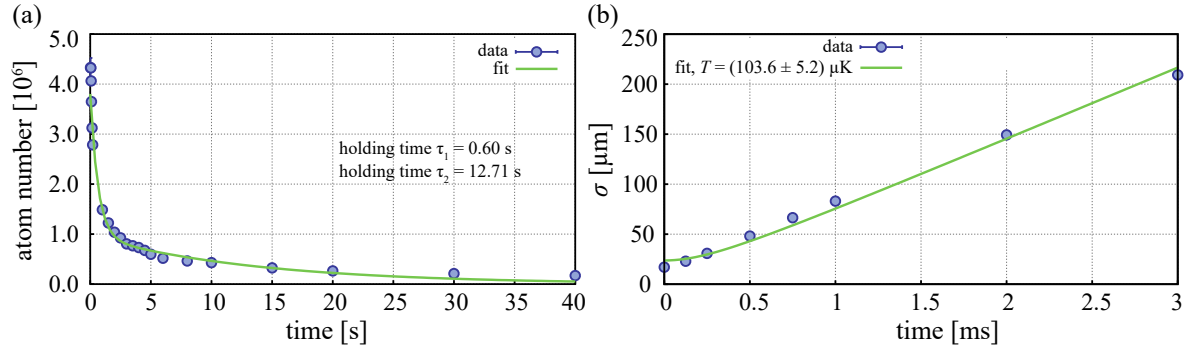 (a)
atom number [10⁶]
5.0
4.0
3.0
2.0
1.0
0.0
data
fit
holding time τ₁ = 0.60 s
holding time τ₂ = 12.71 s
0 5 10 15 20 25 30 35 40
time [s]
(b)
σ [µm]
250
200
150
100
50
0
data
fit, T = (103.6 ± 5.2) µK
0 0.5 1 1.5 2 2.5 3
time [ms]